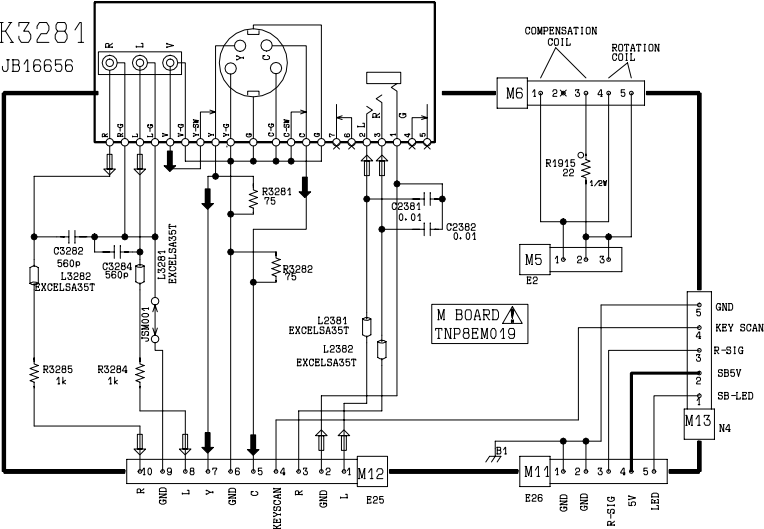 K3281
JB16656
R L V
Y C
R R-G L L-G V V-G Y-SW Y Y-G G C-G C-SW C G 7 6 2 3 1 4 5
L R G
COMPENSATION
COIL
ROTATION
COIL
M6 1 2 3 4 5
R1915
22
1/2W
M5 1 2 3
E2
R3281
75
C2381
0.01
C2382
0.01
C3282
560p
L3282
EXCELSA35T
C3284
560p
L3281
EXCELSA35T
R3282
75
JSM001
L2381
EXCELSA35T
L2382
EXCELSA35T
M BOARD
TNP8EM019
R3285
1k
R3284
1k
GND
5
KEY SCAN
4
R-SIG
3
SB5V
2
SB-LED
1
M13
N4
B1
10 9 8 7 6 5 4 3 2 1 M12
E25
R GND L Y GND C KEYSCAN R GND L
M11 1 2 3 4 5
E26
GND GND R-SIG 5V LED